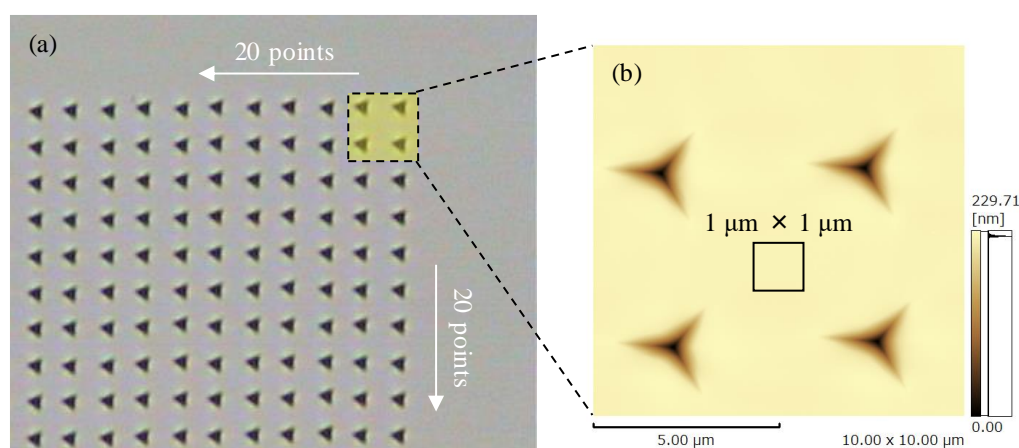 (a)
20 points
20 points
(b)
1 μm × 1 μm
229.71
[nm]
0.00
5.00 μm
10.00 x 10.00 μm